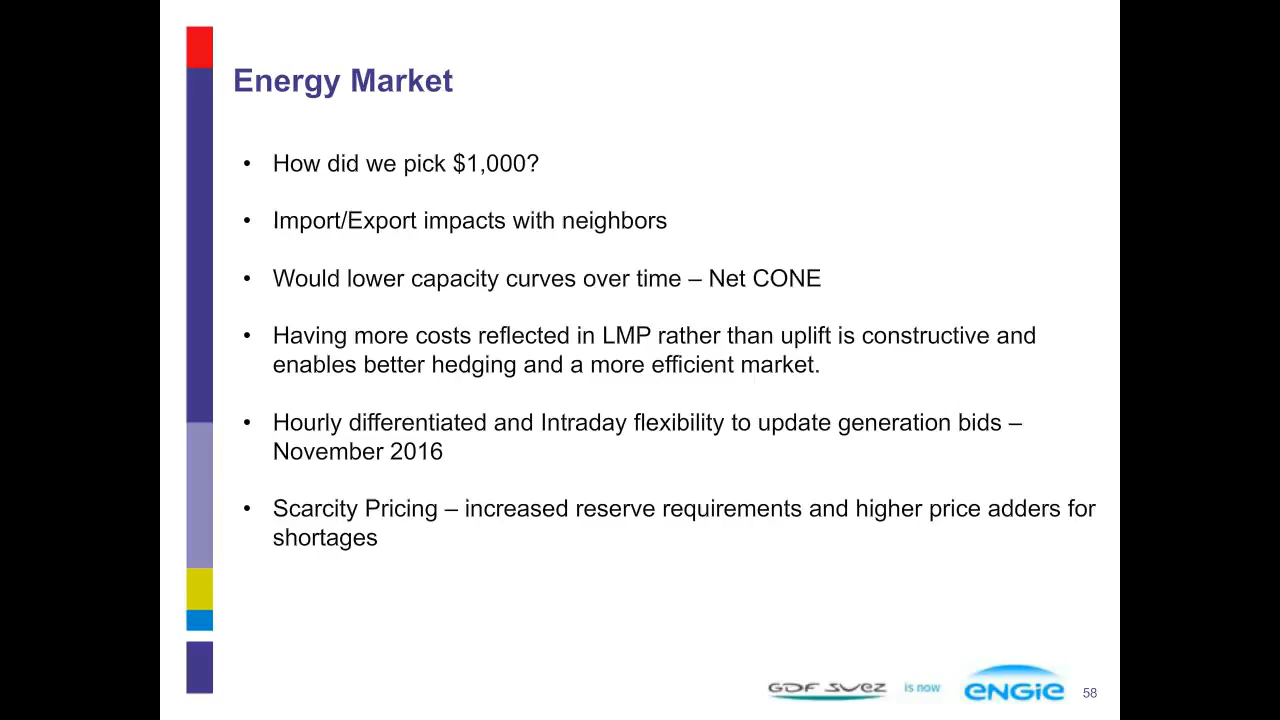 Energy Market
• How did we pick $1,000?
• Import/Export impacts with neighbors
• Would lower capacity curves over time – Net CONE
• Having more costs reflected in LMP rather than uplift is constructive and
enables better hedging and a more efficient market.
• Hourly differentiated and Intraday flexibility to update generation bids –
November 2016
• Scarcity Pricing – increased reserve requirements and higher price adders for
shortages
GDF SUEZ is now ENGIE 58